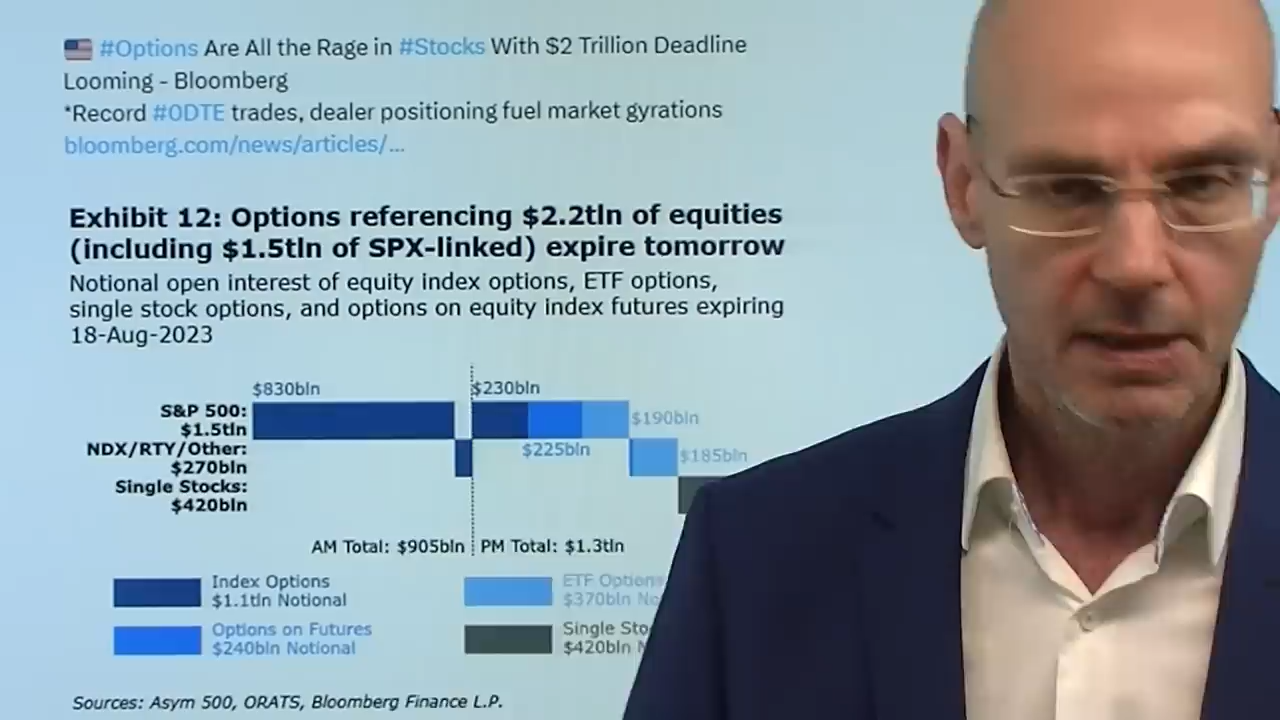 #Options Are All the Rage in #Stocks With $2 Trillion Deadline
Looming - Bloomberg
*Record #0DTE trades, dealer positioning fuel market gyrations
bloomberg.com/news/articles/...
Exhibit 12: Options referencing $2.2tln of equities
(including $1.5tln of SPX-linked) expire tomorrow
Notional open interest of equity index options, ETF options,
single stock options, and options on equity index futures expiring
18-Aug-2023
$830bln $230bln
S&P 500:
$1.5tln
$190bln
NDX/RTY/Other:
$270bln
$225bln
$185bln
Single Stocks:
$420bln
AM Total: $905bln PM Total: $1.3tln
Index Options
$1.1tln Notional
ETF Options
$370bln No
Options on Futures
$240bln Notional
Single Sto
$420bln N
Sources: Asym 500, ORATS, Bloomberg Finance L.P.